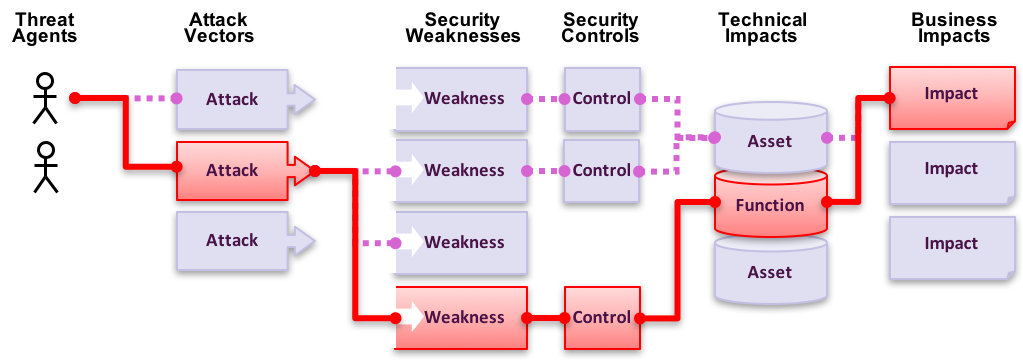 Threat
Agents
Attack
Vectors
Security
Weaknesses
Security
Controls
Technical
Impacts
Business
Impacts
Attack
Weakness
Control
Asset
Impact
Attack
Weakness
Control
Function
Impact
Attack
Weakness
Asset
Impact
Weakness
Control